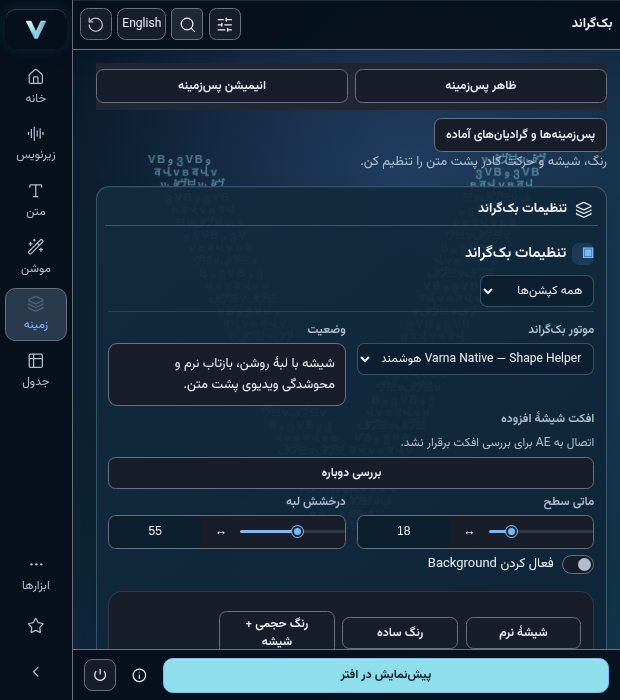 بک‌گراند
English
ظاهر پس‌زمینه
انیمیشن پس‌زمینه
پس‌زمینه‌ها و گرادیان‌های آماده
رنگ، شیشه و حرکت کادر پشت متن را تنظیم کن.
تنظیمات بک‌گراند
تنظیمات بک‌گراند
همه کپشن‌ها
موتور بک‌گراند
Varna Native — Shape Helper هوشمند
وضعیت
شیشه با لبهٔ روشن، بازتاب نرم و
محوشدگی ویدیوی پشت متن.
افکت شیشهٔ افزوده
اتصال به AE برای بررسی افکت برقرار نشد.
بررسی دوباره
ماتی سطح
18
درخشش لبه
55
فعال کردن Background
شیشهٔ نرم
رنگ ساده
رنگ حجمی +
شیشه
پیش‌نمایش در افتر
خانه
زیرنویس
متن
موشن
زمینه
جدول
ابزارها